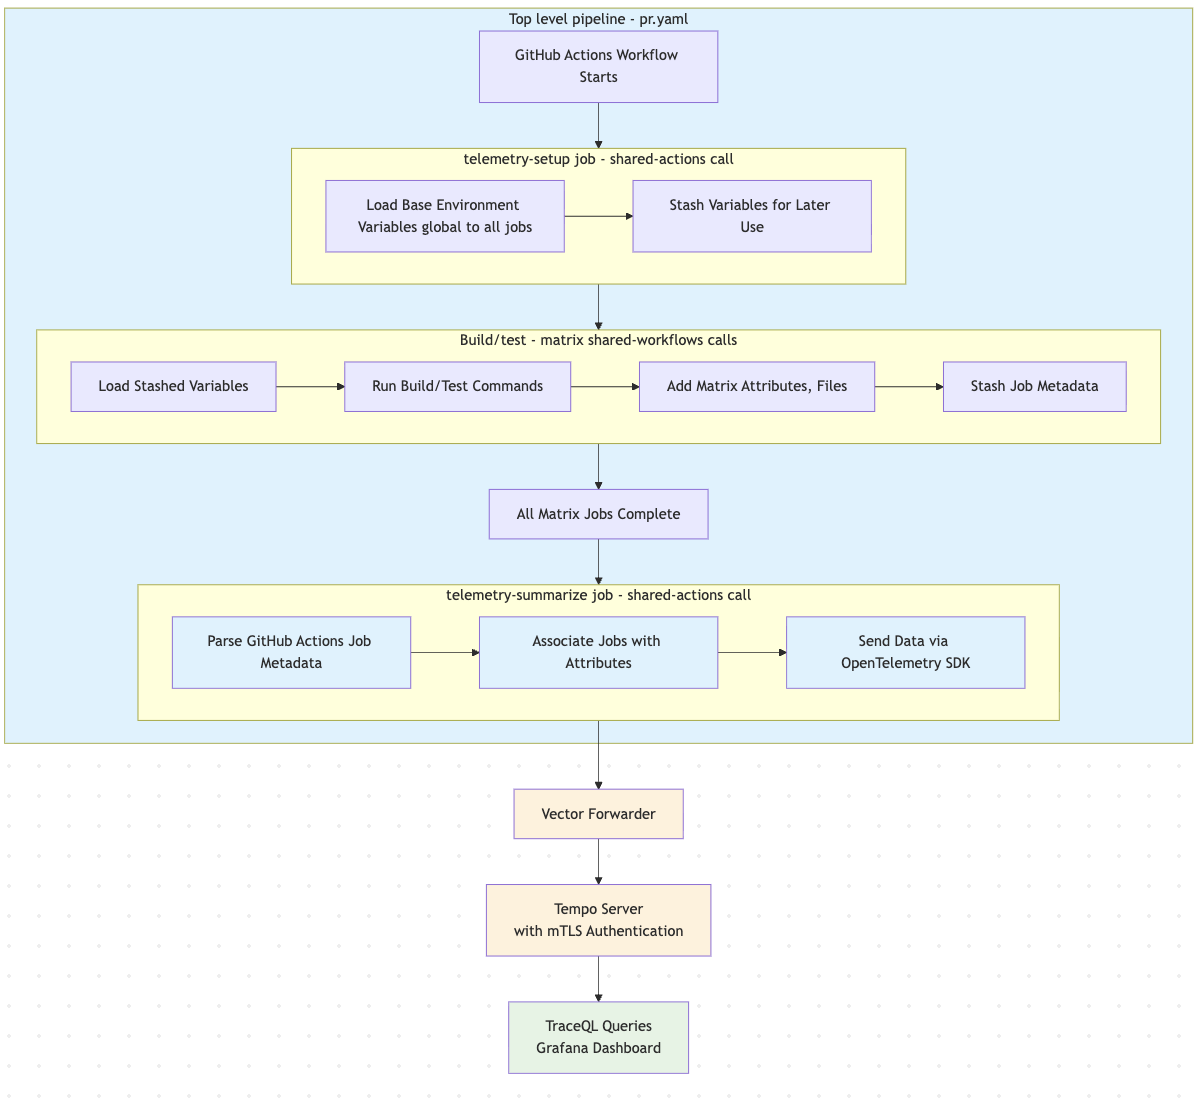 Top level pipeline - pr.yaml
GitHub Actions Workflow
Starts
telemetry-setup job - shared-actions call
Load Base Environment
Variables global to all jobs
Stash Variables for Later
Use
Build/test - matrix shared-workflows calls
Load Stashed Variables
Run Build/Test Commands
Add Matrix Attributes, Files
Stash Job Metadata
All Matrix Jobs Complete
telemetry-summarize job - shared-actions call
Parse GitHub Actions Job
Metadata
Associate Jobs with
Attributes
Send Data via
OpenTelemetry SDK
Vector Forwarder
Tempo Server
with mTLS Authentication
TraceQL Queries
Grafana Dashboard